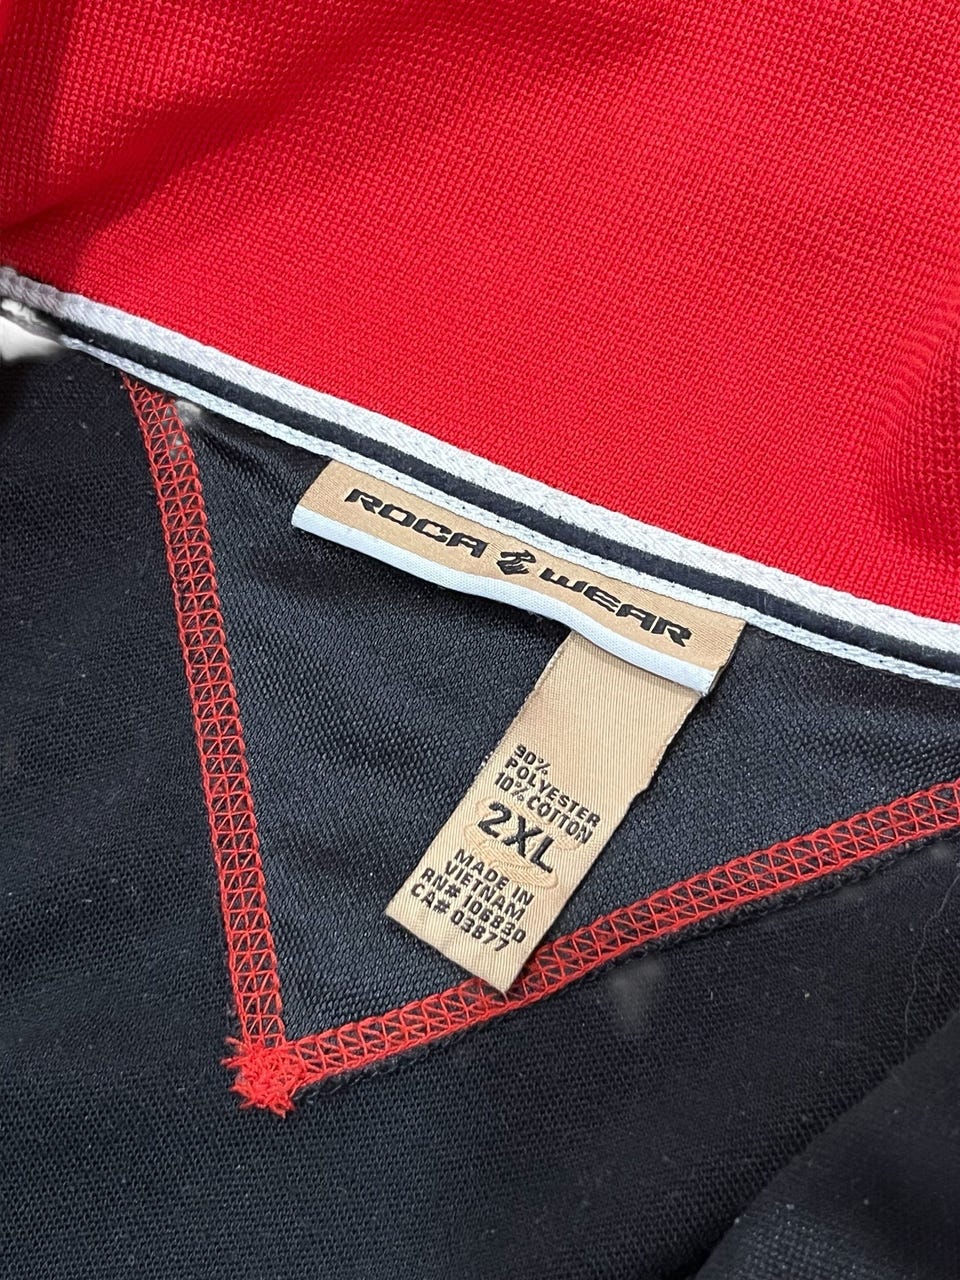 ROCA WEAR
90%
POLYESTER
10% COTTON
2XL
MADE IN
VIETNAM
RN# 106830
CA# 03877